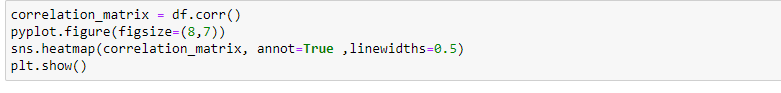 correlation_matrix = df.corr()
pyplot.figure(figsize=(8,7))
sns.heatmap(correlation_matrix, annot=True ,linewidths=0.5)
plt.show()